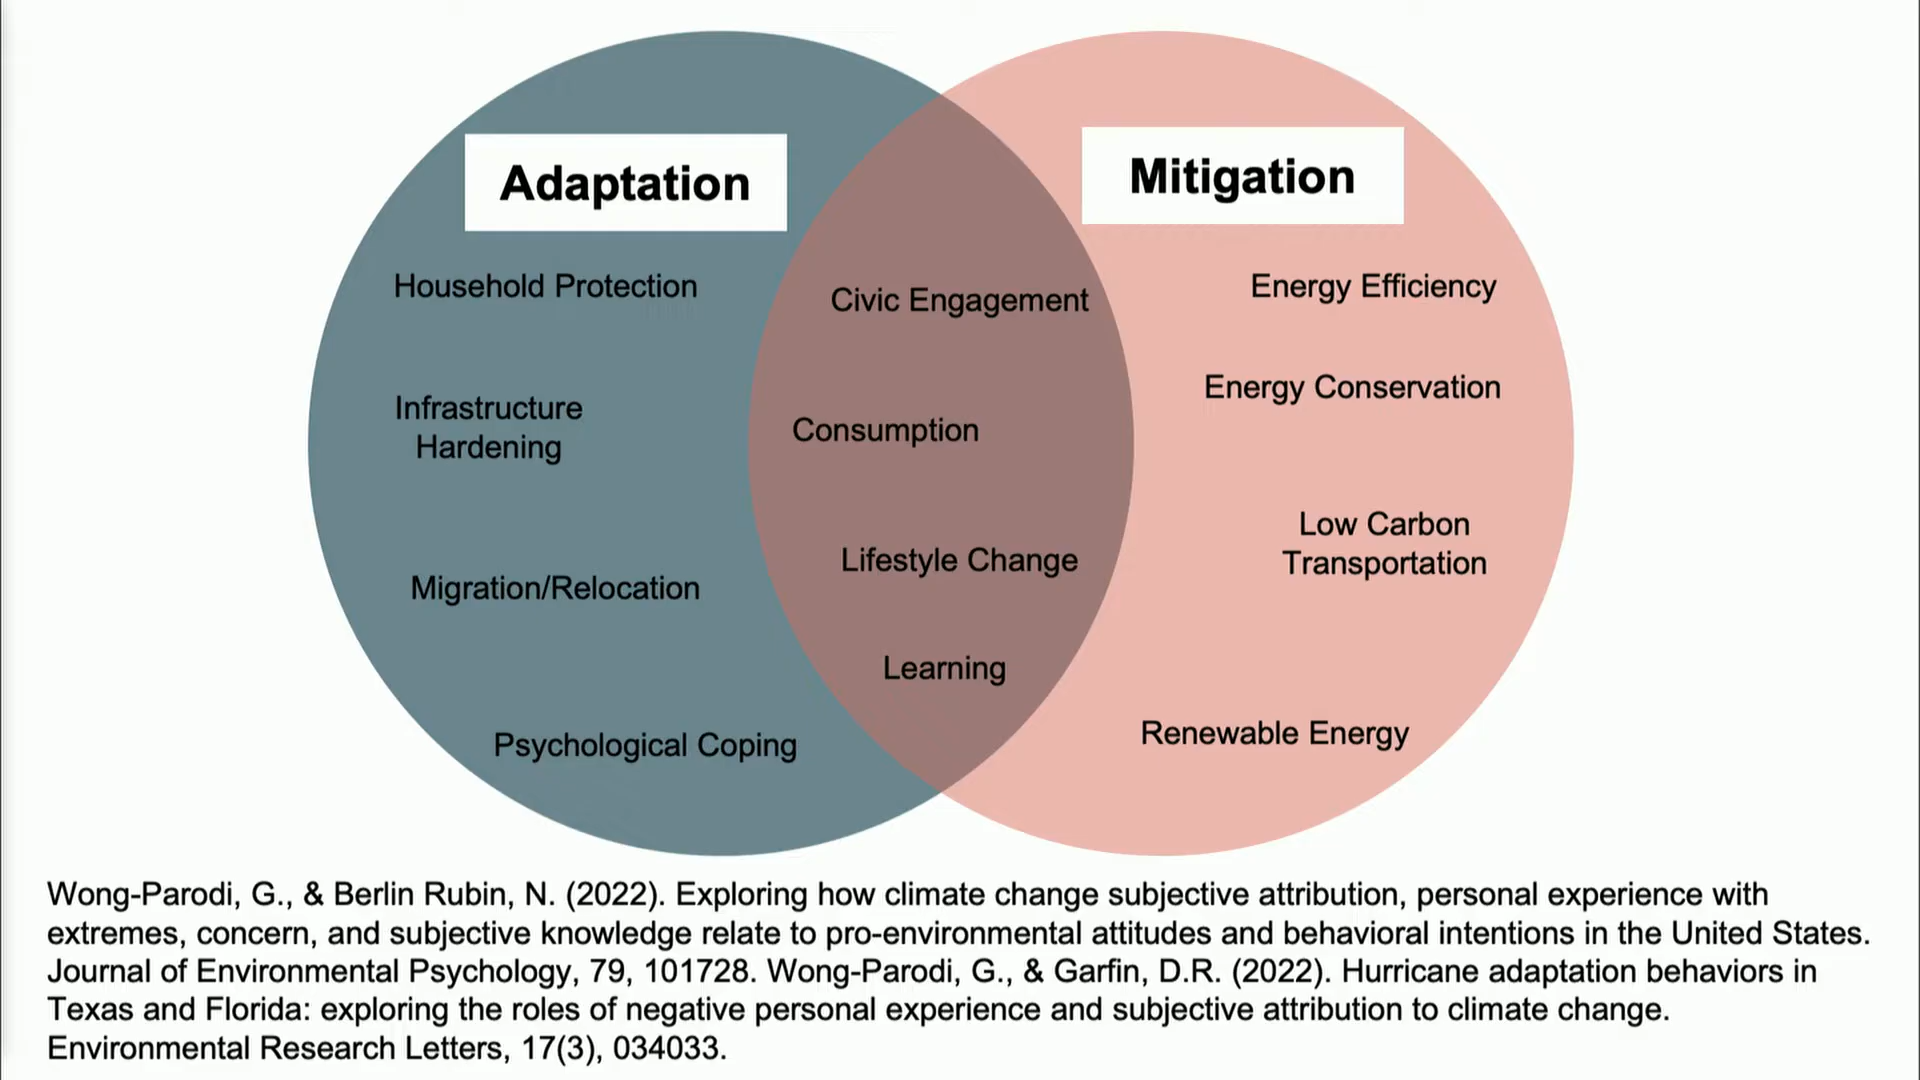 Adaptation
Mitigation
Household Protection
Infrastructure
Hardening
Migration/Relocation
Psychological Coping
Civic Engagement
Consumption
Lifestyle Change
Learning
Energy Efficiency
Energy Conservation
Low Carbon
Transportation
Renewable Energy
Wong-Parodi, G., & Berlin Rubin, N. (2022). Exploring how climate change subjective attribution, personal experience with
extremes, concern, and subjective knowledge relate to pro-environmental attitudes and behavioral intentions in the United States.
Journal of Environmental Psychology, 79, 101728. Wong-Parodi, G., & Garfin, D.R. (2022). Hurricane adaptation behaviors in
Texas and Florida: exploring the roles of negative personal experience and subjective attribution to climate change.
Environmental Research Letters, 17(3), 034033.